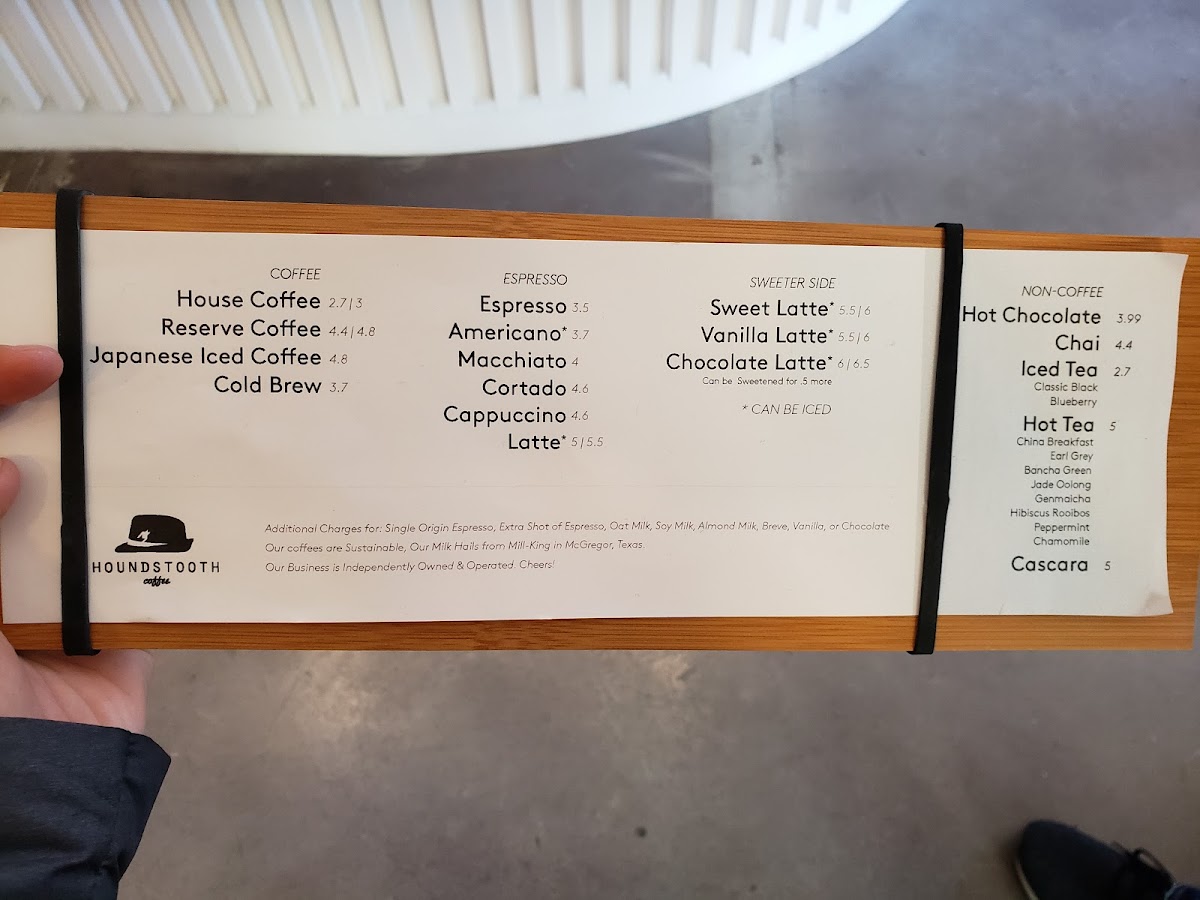 COFFEE
House Coffee 2.7|3
Reserve Coffee 4.4|4.8
Japanese Iced Coffee 4.8
Cold Brew 3.7
ESPRESSO
Espresso 3.5
Americano* 3.7
Macchiato 4
Cortado 4.6
Cappuccino 4.6
Latte* 5|5.5
SWEETER SIDE
Sweet Latte* 5.5|6
Vanilla Latte* 5.5|6
Chocolate Latte* 6|6.5
Can be Sweetened for .5 more
* CAN BE ICED
NON-COFFEE
Hot Chocolate 3.99
Chai 4.4
Iced Tea 2.7
Classic Black
Blueberry
Hot Tea 5
China Breakfast
Earl Grey
Bancha Green
Jade Oolong
Genmaicha
Hibiscus Rooibos
Peppermint
Chamomile
Cascara 5
HOUNDSTOOTH
coffee
Additional Charges for: Single Origin Espresso, Extra Shot of Espresso, Oat Milk, Soy Milk, Almond Milk, Breve, Vanilla, or Chocolate
Our coffees are Sustainable, Our Milk Hails from Mill-King in McGregor, Texas.
Our Business is Independently Owned & Operated. Cheers!